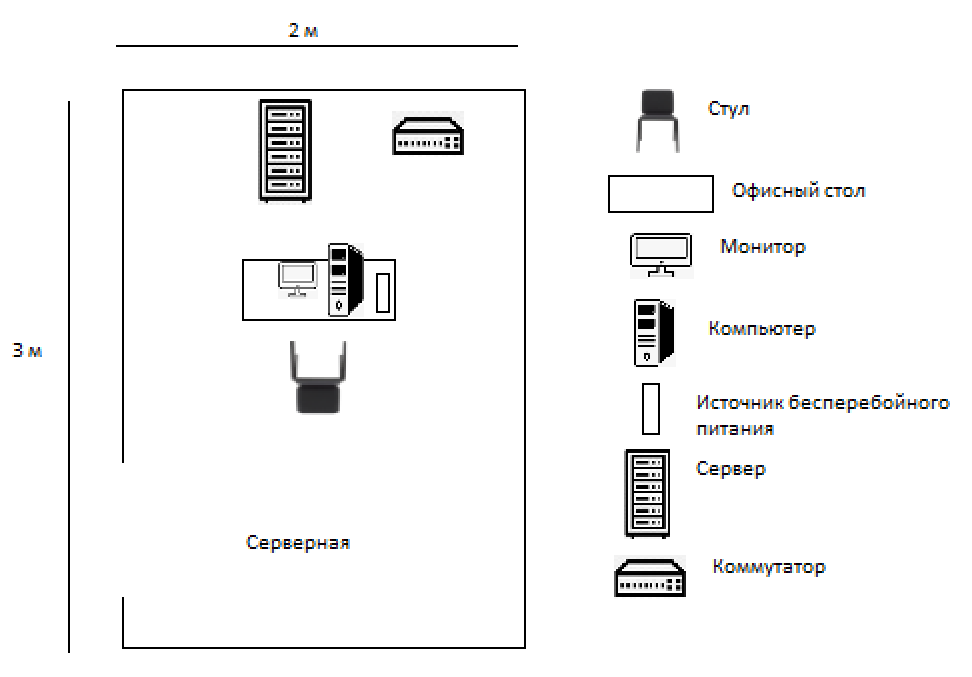 2 м
Стул
Офисный стол
Монитор
Компьютер
3 м
Источник бесперебойного
питания
Сервер
Серверная
Коммутатор